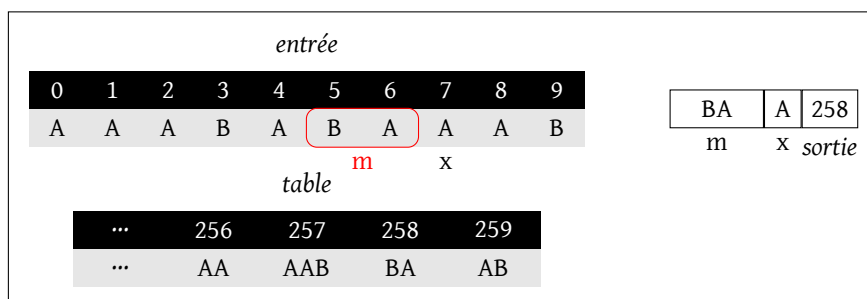 entrée
0 1 2 3 4 5 6 7 8 9
A A A B A B A A A B
m x
BA A 258
m x sortie
table
... 256 257 258 259
... AA AAB BA AB